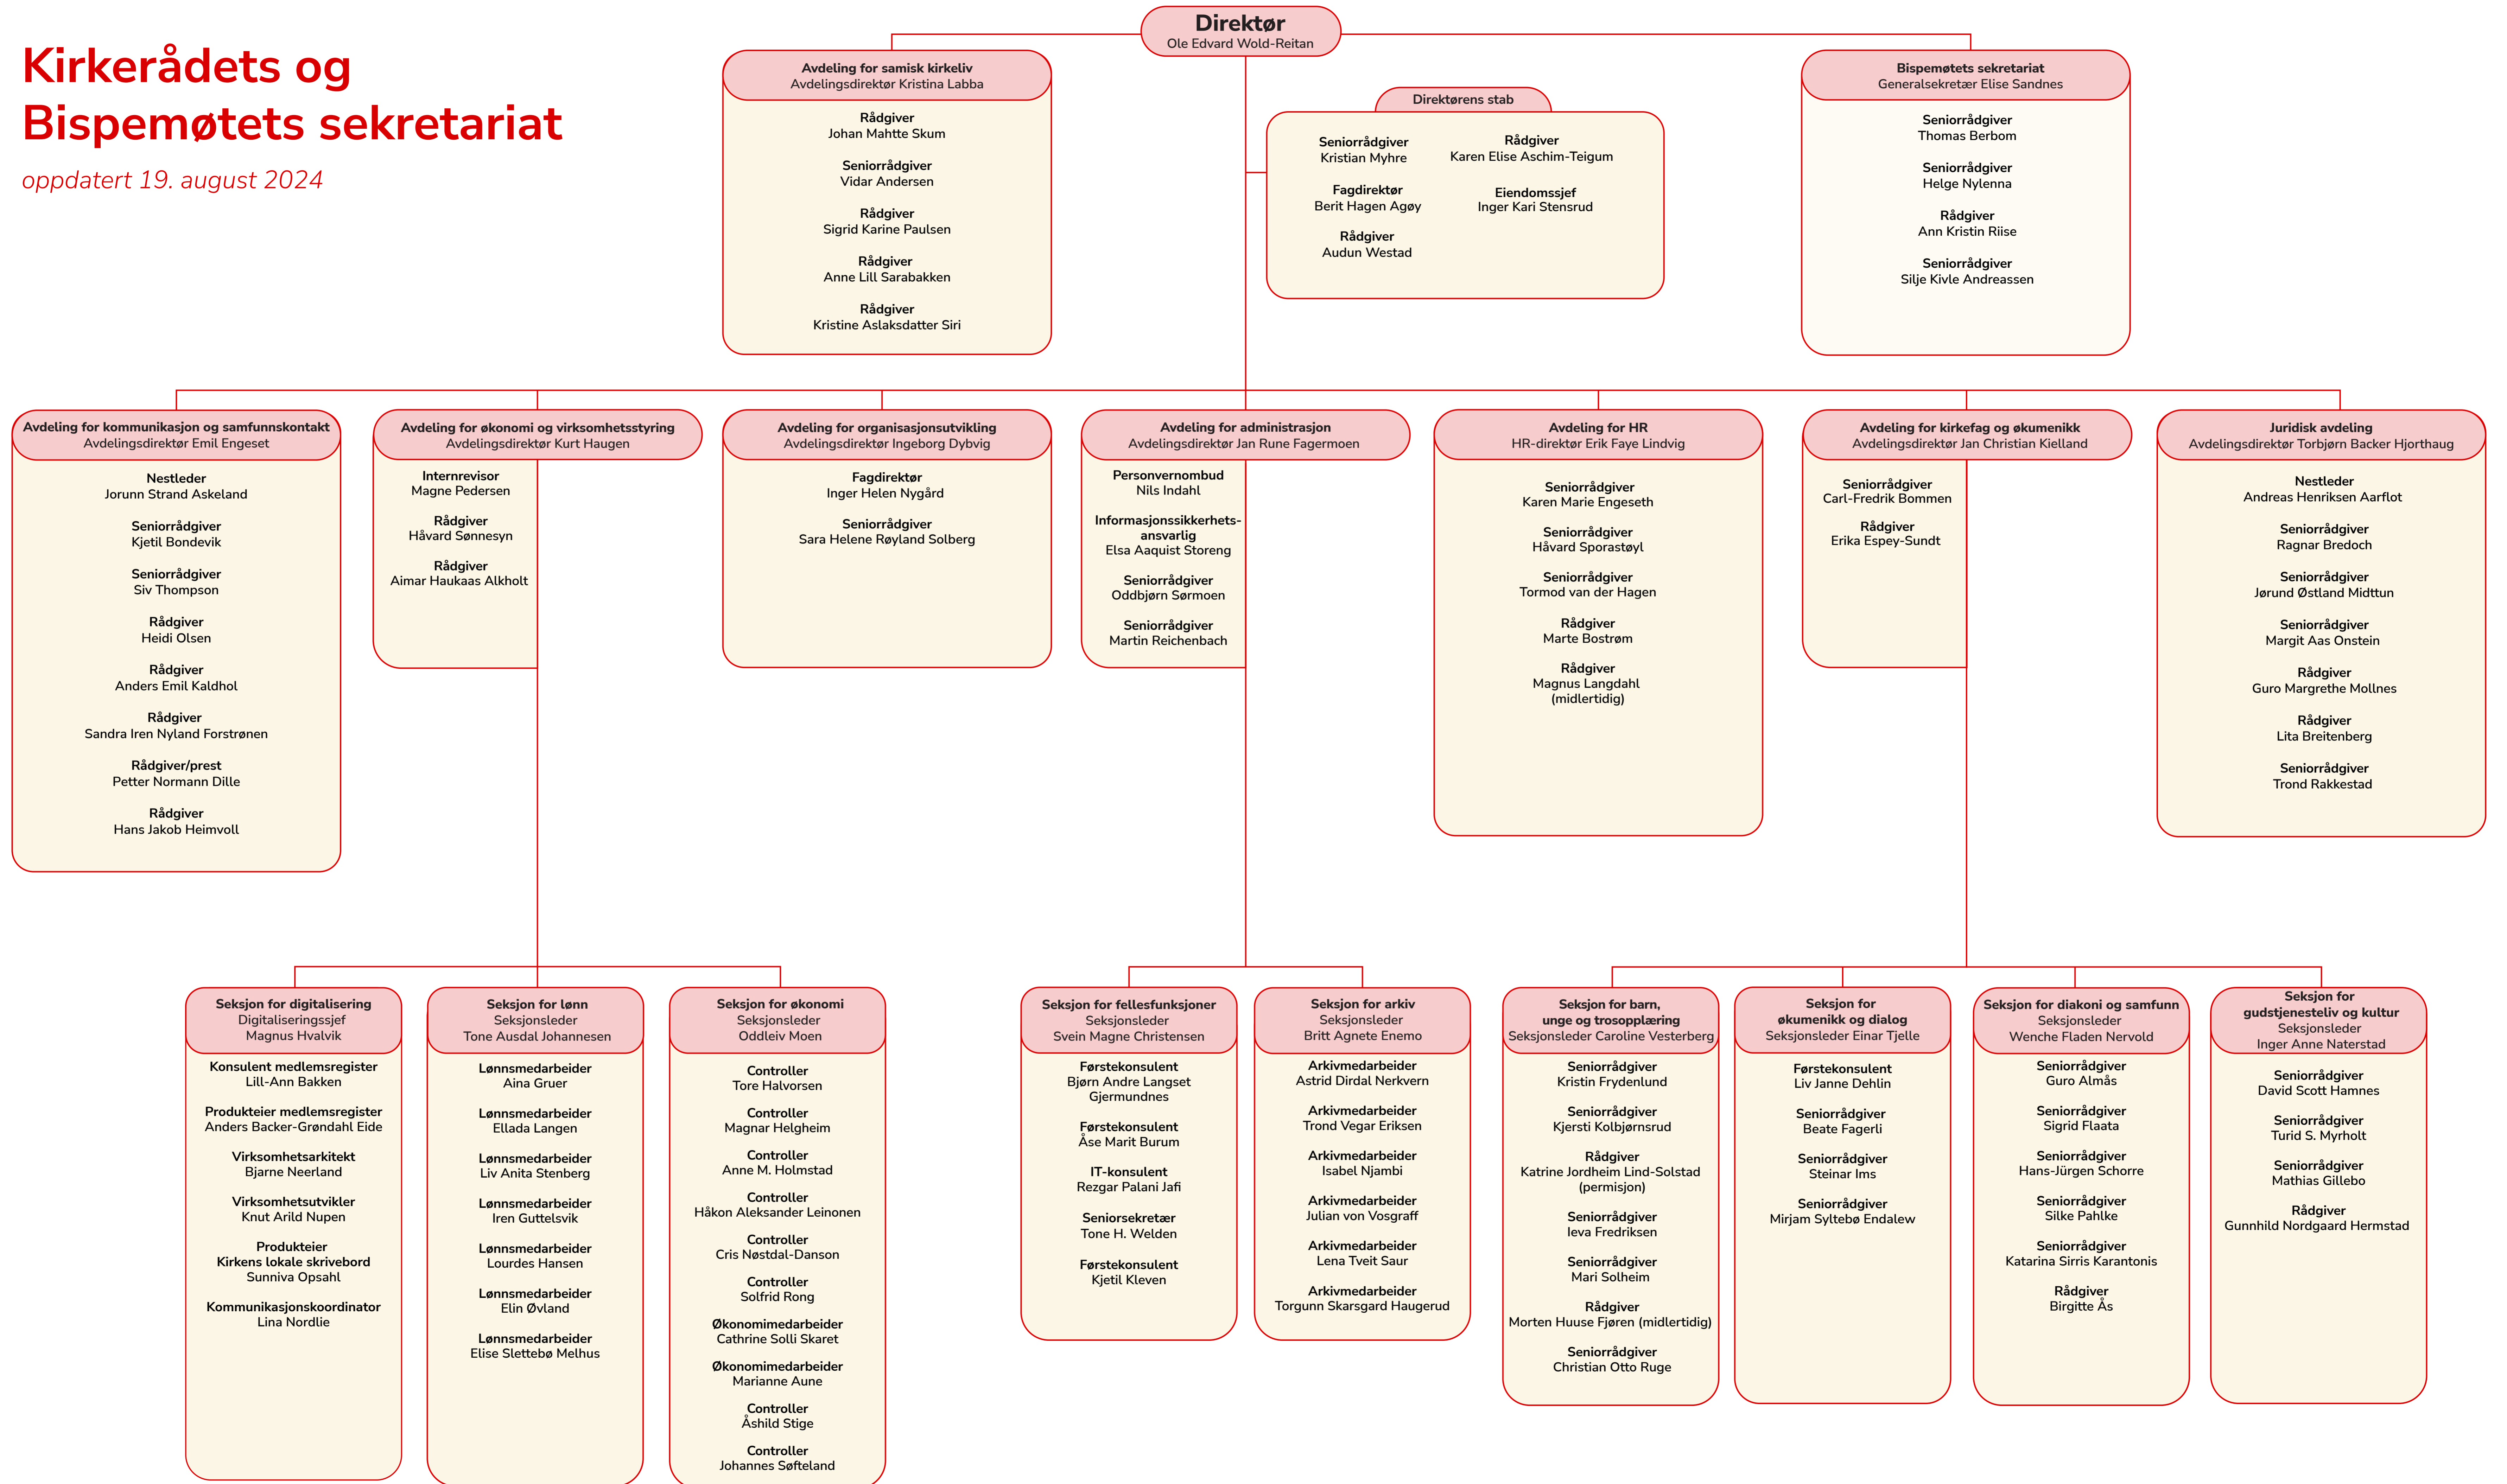 Kirkerådets og
Bispemøtets sekretariat
oppdatert 19. august 2024
Direktør
Ole Edvard Wold-Reitan
Avdeling for samisk kirkeliv
Avdelingsdirektør Kristina Labba
Rådgiver
Johan Mahtte Skum
Seniorrådgiver
Vidar Andersen
Rådgiver
Sigrid Karine Paulsen
Rådgiver
Anne Lill Sarabakken
Rådgiver
Kristine Aslaksdatter Siri
Direktørens stab
Seniorrådgiver
Kristian Myhre
Fagdirektør
Berit Hagen Agøy
Rådgiver
Audun Westad
Rådgiver
Karen Elise Aschim-Teigum
Eiendomssjef
Inger Kari Stensrud
Bispemøtets sekretariat
Generalsekretær Elise Sandnes
Seniorrådgiver
Thomas Berbom
Seniorrådgiver
Helge Nylenna
Rådgiver
Ann Kristin Riise
Seniorrådgiver
Silje Kivle Andreassen
Avdeling for kommunikasjon og samfunnskontakt
Avdelingsdirektør Emil Engeset
Nestleder
Jorunn Strand Askeland
Seniorrådgiver
Kjetil Bondevik
Seniorrådgiver
Siv Thompson
Rådgiver
Heidi Olsen
Rådgiver
Anders Emil Kaldhol
Rådgiver
Sandra Iren Nyland Forstrønen
Rådgiver/prest
Petter Normann Dille
Rådgiver
Hans Jakob Heimvoll
Avdeling for økonomi og virksomhetsstyring
Avdelingsdirektør Kurt Haugen
Internrevisor
Magne Pedersen
Rådgiver
Håvard Sønnesyn
Rådgiver
Aimar Haukaas Alkholt
Avdeling for organisasjonsutvikling
Avdelingsdirektør Ingeborg Dybvig
Fagdirektør
Inger Helen Nygård
Seniorrådgiver
Sara Helene Røyland Solberg
Avdeling for administrasjon
Avdelingsdirektør Jan Rune Fagermoen
Personvernombud
Nils Indahl
Informasjonssikkerhets-
ansvarlig
Elsa Aaquist Storeng
Seniorrådgiver
Oddbjørn Sørmoen
Seniorrådgiver
Martin Reichenbach
Avdeling for HR
HR-direktør Erik Faye Lindvig
Seniorrådgiver
Karen Marie Engeseth
Seniorrådgiver
Håvard Sporastøyl
Seniorrådgiver
Tormod van der Hagen
Rådgiver
Marte Bostrøm
Rådgiver
Magnus Langdahl
(midlertidig)
Avdeling for kirkefag og økumenikk
Avdelingsdirektør Jan Christian Kielland
Seniorrådgiver
Carl-Fredrik Bommen
Rådgiver
Erika Espey-Sundt
Juridisk avdeling
Avdelingsdirektør Torbjørn Backer Hjorthaug
Nestleder
Andreas Henriksen Aarflot
Seniorrådgiver
Ragnar Bredoch
Seniorrådgiver
Jørund Østland Midttun
Seniorrådgiver
Margit Aas Onstein
Rådgiver
Guro Margrethe Mollnes
Rådgiver
Lita Breitenberg
Seniorrådgiver
Trond Rakkestad
Seksjon for digitalisering
Digitaliseringssjef
Magnus Hvalvik
Konsulent medlemsregister
Lill-Ann Bakken
Produkteier medlemsregister
Anders Backer-Grøndahl Eide
Virksomhetsarkitekt
Bjarne Neerland
Virksomhetsutvikler
Knut Arild Nupen
Produkteier
Kirkens lokale skrivebord
Sunniva Opsahl
Kommunikasjonskoordinator
Lina Nordlie
Seksjon for lønn
Seksjonsleder
Tone Ausdal Johannesen
Lønnsmedarbeider
Aina Gruer
Lønnsmedarbeider
Ellada Langen
Lønnsmedarbeider
Liv Anita Stenberg
Lønnsmedarbeider
Iren Guttelsvik
Lønnsmedarbeider
Lourdes Hansen
Lønnsmedarbeider
Elin Øvland
Lønnsmedarbeider
Elise Slettebø Melhus
Seksjon for økonomi
Seksjonsleder
Oddleiv Moen
Controller
Tore Halvorsen
Controller
Magnar Helgheim
Controller
Anne M. Holmstad
Controller
Håkon Aleksander Leinonen
Controller
Cris Nøstdal-Danson
Controller
Solfrid Rong
Økonomimedarbeider
Cathrine Solli Skaret
Økonomimedarbeider
Marianne Aune
Controller
Åshild Stige
Controller
Johannes Søfteland
Seksjon for fellesfunksjoner
Seksjonsleder
Svein Magne Christensen
Førstekonsulent
Bjørn Andre Langset
Gjermundnes
Førstekonsulent
Åse Marit Burum
IT-konsulent
Rezgar Palani Jafi
Seniorsekretær
Tone H. Welden
Førstekonsulent
Kjetil Kleven
Seksjon for arkiv
Seksjonsleder
Britt Agnete Enemo
Arkivmedarbeider
Astrid Dirdal Nerkvern
Arkivmedarbeider
Trond Vegar Eriksen
Arkivmedarbeider
Isabel Njambi
Arkivmedarbeider
Julian von Vosgraff
Arkivmedarbeider
Lena Tveit Saur
Arkivmedarbeider
Torgunn Skarsgard Haugerud
Seksjon for barn,
unge og trosopplæring
Seksjonsleder Caroline Vesterberg
Seniorrådgiver
Kristin Frydenlund
Seniorrådgiver
Kjersti Kolbjørnsrud
Rådgiver
Katrine Jordheim Lind-Solstad
(permisjon)
Seniorrådgiver
Ieva Fredriksen
Seniorrådgiver
Mari Solheim
Rådgiver
Morten Huuse Fjøren (midlertidig)
Seniorrådgiver
Christian Otto Ruge
Seksjon for
økumenikk og dialog
Seksjonsleder Einar Tjelle
Førstekonsulent
Liv Janne Dehlin
Seniorrådgiver
Beate Fagerli
Seniorrådgiver
Steinar Ims
Seniorrådgiver
Mirjam Syltebø Endalew
Seksjon for diakoni og samfunn
Seksjonsleder
Wenche Fladen Nervold
Seniorrådgiver
Guro Almås
Seniorrådgiver
Sigrid Flaata
Seniorrådgiver
Hans-Jürgen Schorre
Seniorrådgiver
Silke Pahlke
Seniorrådgiver
Katarina Sirris Karantonis
Rådgiver
Birgitte Ås
Seksjon for
gudstjenesteliv og kultur
Seksjonsleder
Inger Anne Naterstad
Seniorrådgiver
David Scott Hamnes
Seniorrådgiver
Turid S. Myrholt
Seniorrådgiver
Mathias Gillebo
Rådgiver
Gunnhild Nordgaard Hermstad